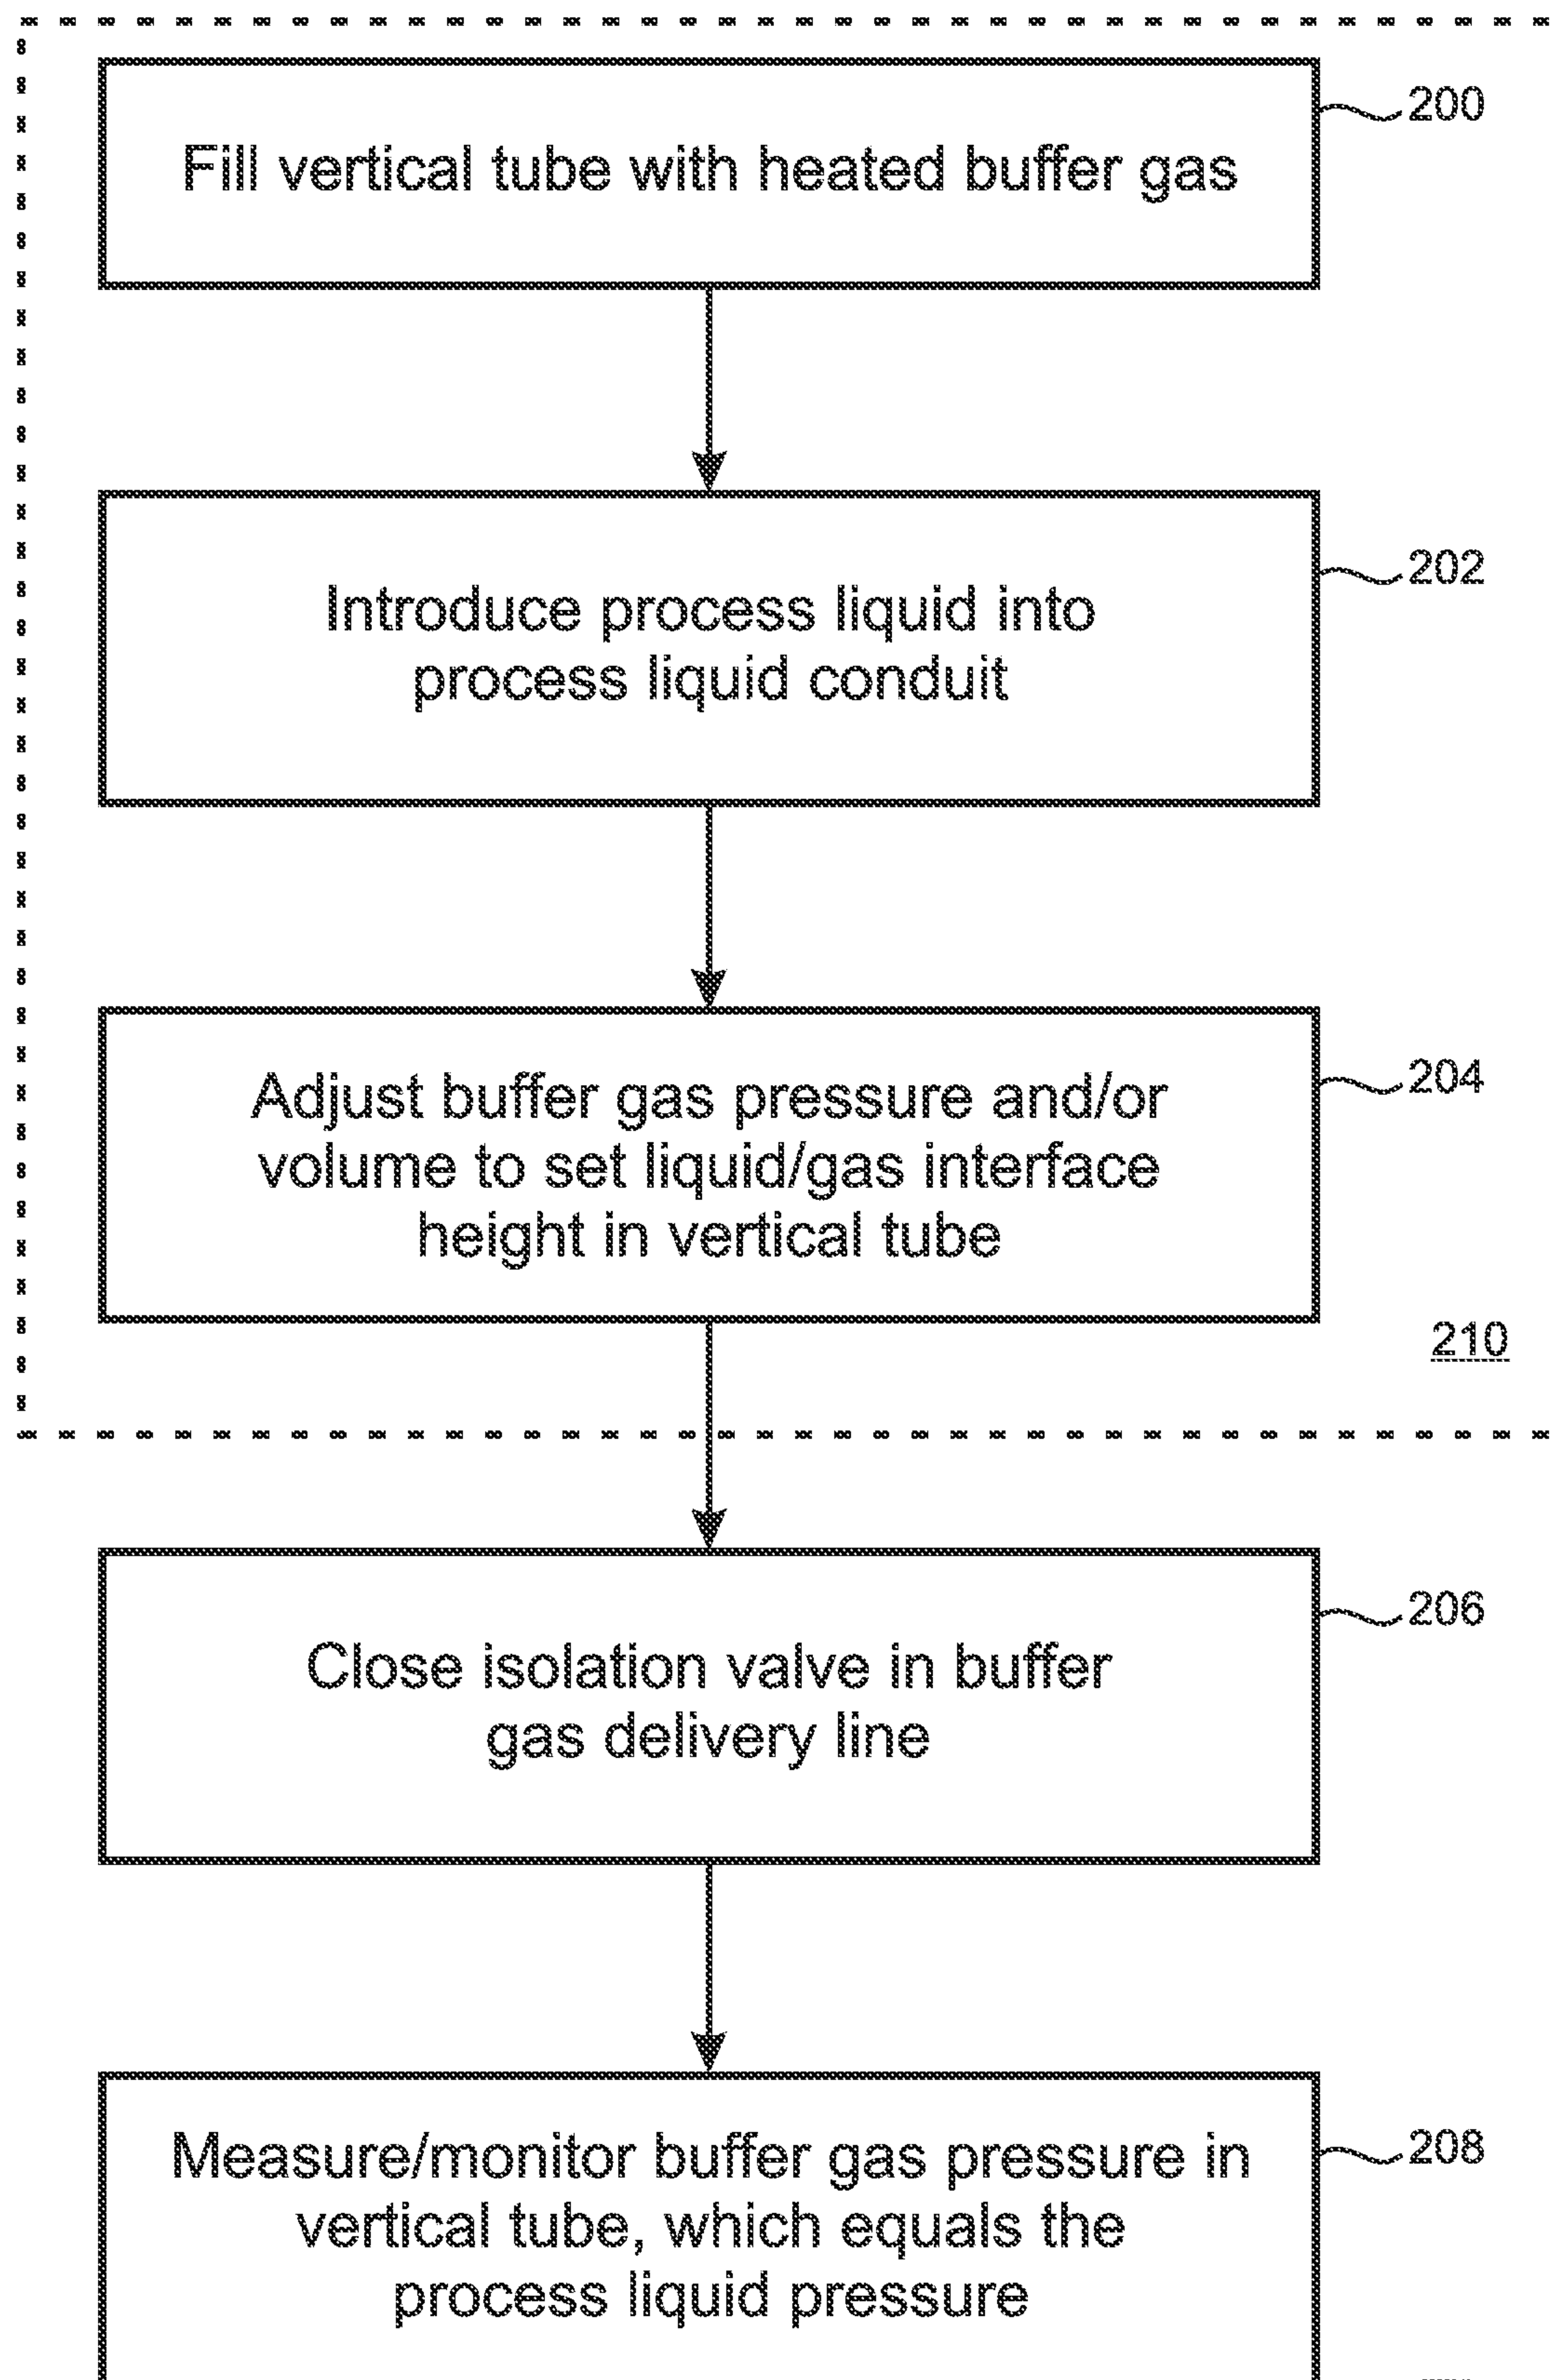 Fill vertical tube with heated buffer gas
200
Introduce process liquid into
process liquid conduit
202
Adjust buffer gas pressure and/or
volume to set liquid/gas interface
height in vertical tube
204
210
Close isolation valve in buffer
gas delivery line
206
Measure/monitor buffer gas pressure in
vertical tube, which equals the
process liquid pressure
208